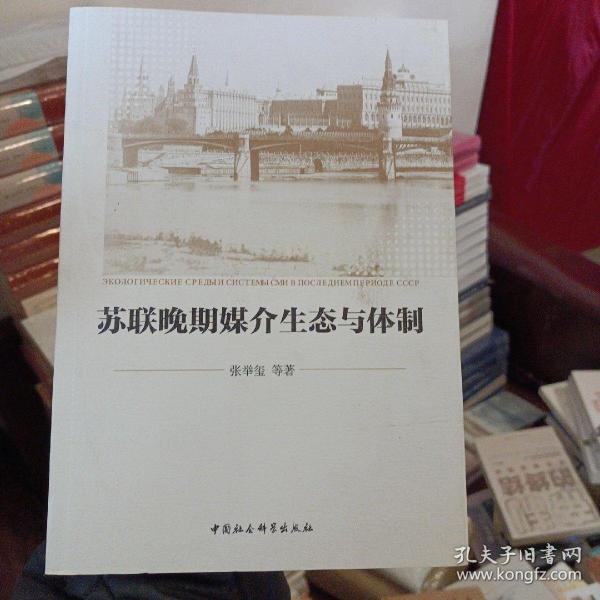 ЭКОЛОГИЧЕСКИЕ СРЕДЫ И СИСТЕМЫ СМИ В ПОСЛЕДНЕМ ПЕРИОДЕ СССР
苏联晚期媒介生态与体制
张举玺 等著
中国社会科学出版社
孔夫子旧书网
www.kongfz.com